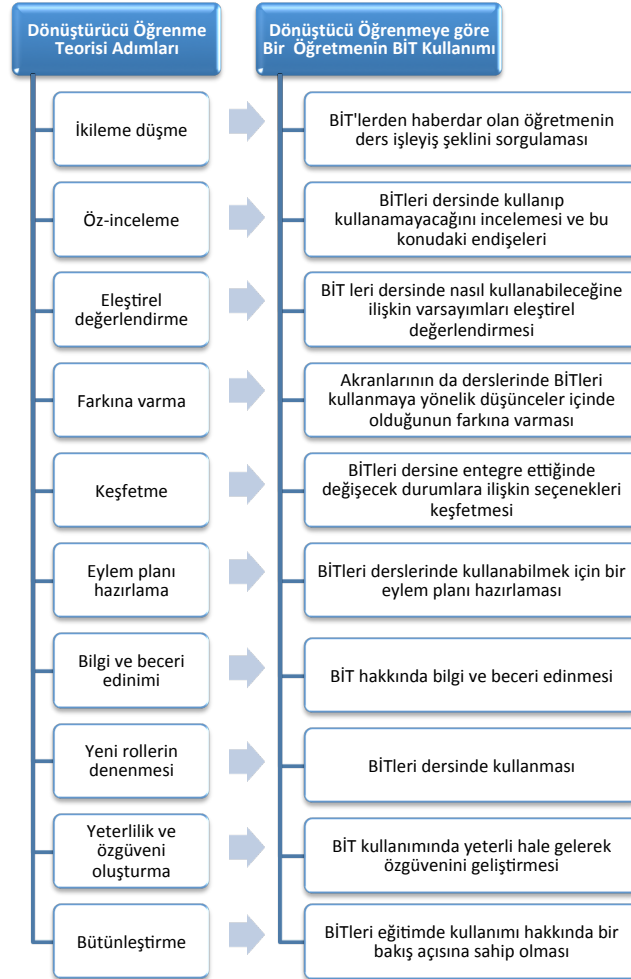 Dönüştürücü Öğrenme
Teorisi Adımları
Dönüştücü Öğrenmeye göre
Bir Öğretmenin BİT Kullanımı
İkileme düşme
BİT'lerden haberdar olan öğretmenin
ders işleyiş şeklini sorgulaması
Öz-inceleme
BİTleri dersinde kullanıp
kullanamayacağını incelemesi ve bu
konudaki endişeleri
Eleştirel
değerlendirme
BİT leri dersinde nasıl kullanabileceğine
ilişkin varsayımları eleştirel
değerlendirmesi
Farkına varma
Akranlarının da derslerinde BİTleri
kullanmaya yönelik düşünceler içinde
olduğunun farkına varması
Keşfetme
BİTleri dersine entegre ettiğinde
değişecek durumlara ilişkin seçenekleri
keşfetmesi
Eylem planı
hazırlama
BİTleri derslerinde kullanabilmek için bir
eylem planı hazırlaması
Bilgi ve beceri
edinimi
BİT hakkında bilgi ve beceri edinmesi
Yeni rollerin
denenmesi
BİTleri dersinde kullanması
Yeterlilik ve
özgüveni
oluşturma
BİT kullanımında yeterli hale gelerek
özgüvenini geliştirmesi
Bütünleştirme
BİTleri eğitimde kullanımı hakkında bir
bakış açısına sahip olması